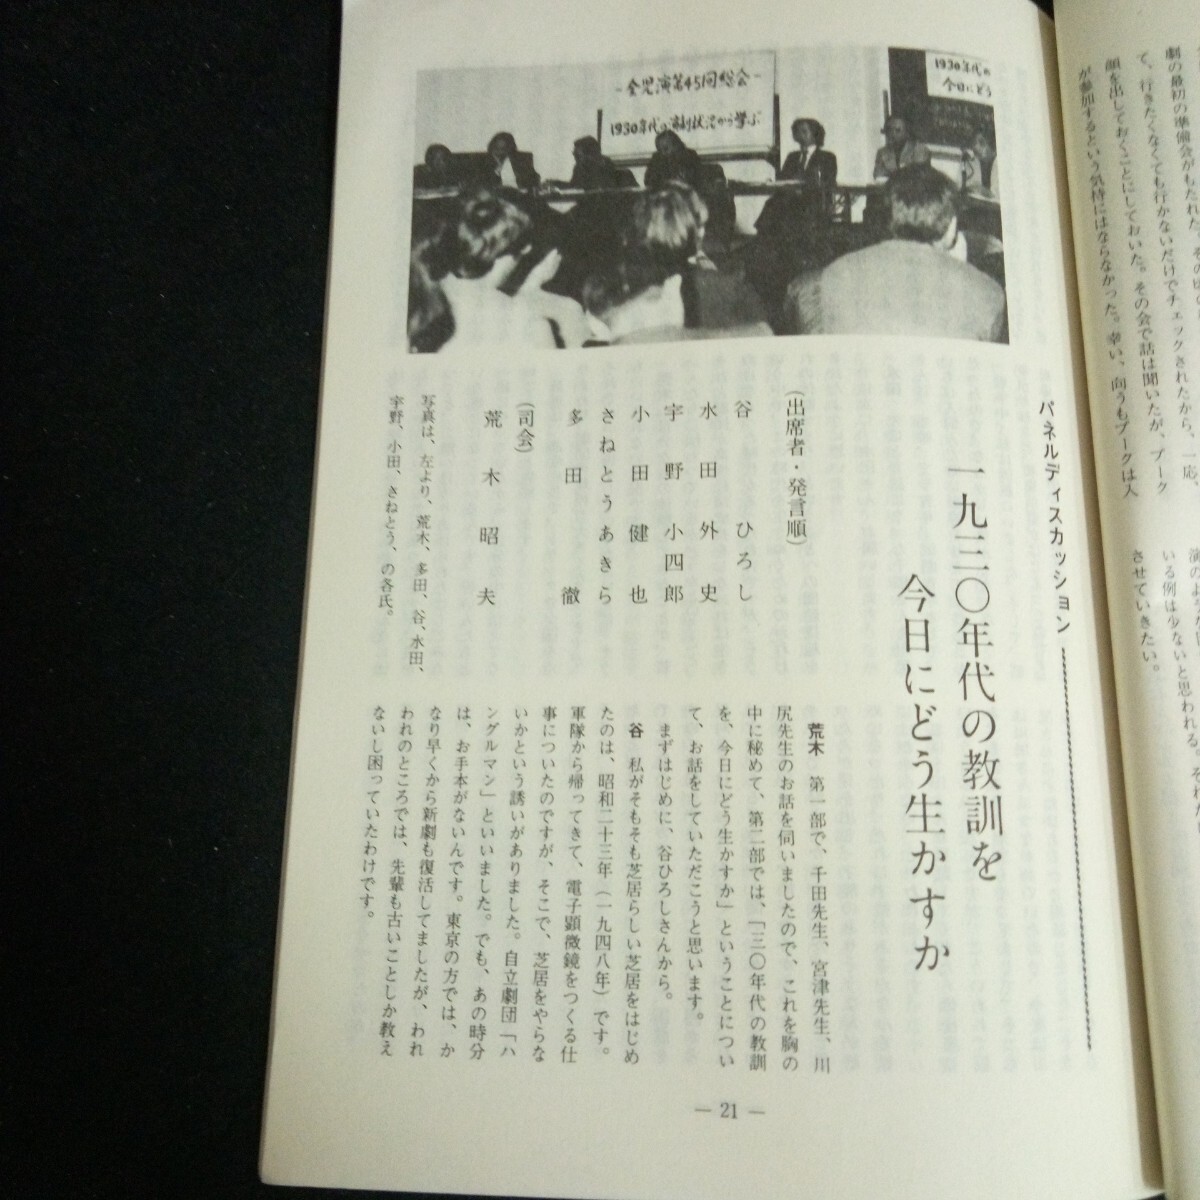 劇の最初の準備会がもたれた。その
て、行きたくなくても行かないだけでチェックされたから、一応、
顔を出しておくことにしておいた。その会で話は聞いたが、プーク
が参加するという気持にはならなかった。幸い、向うもプークは人
いる例は少ないと思われる。それだ
させていきたい。
-全児演第45回総会-
1930年代の演劇状況から学ぶ
1930年代の
今日にどう
パネルディスカッション
一九三〇年代の教訓を
今日にどう生かすか
(出席者・発言順)
谷ひろし
水田外史
宇野小四郎
小田健也
さねとうあきら
多田徹
(司会)
荒木昭夫
写真は、左より、荒木、多田、谷、水田、
宇野、小田、さねとう、の各氏。
荒木 第一部で、千田先生、宮津先生、川
尻先生のお話を伺いましたので、これを胸の
中に秘めて、第二部では、「三〇年代の教訓
を、今日にどう生かすか」ということについ
て、お話をしていただこうと思います。
まずはじめに、谷ひろしさんから。
谷 私がそもそも芝居らしい芝居をはじめ
たのは、昭和二十三年(一九四八年)です。
軍隊から帰ってきて、電子顕微鏡をつくる仕
事についたのですが、そこで、芝居をやらな
いかという誘いがありました。自立劇団「ハ
ングルマン」といいました。でも、あの時分
は、お手本がないんです。東京の方では、か
なり早くから新劇も復活してましたが、われ
われのところでは、先輩も古いことしか教え
ないし困っていたわけです。
— 21 —